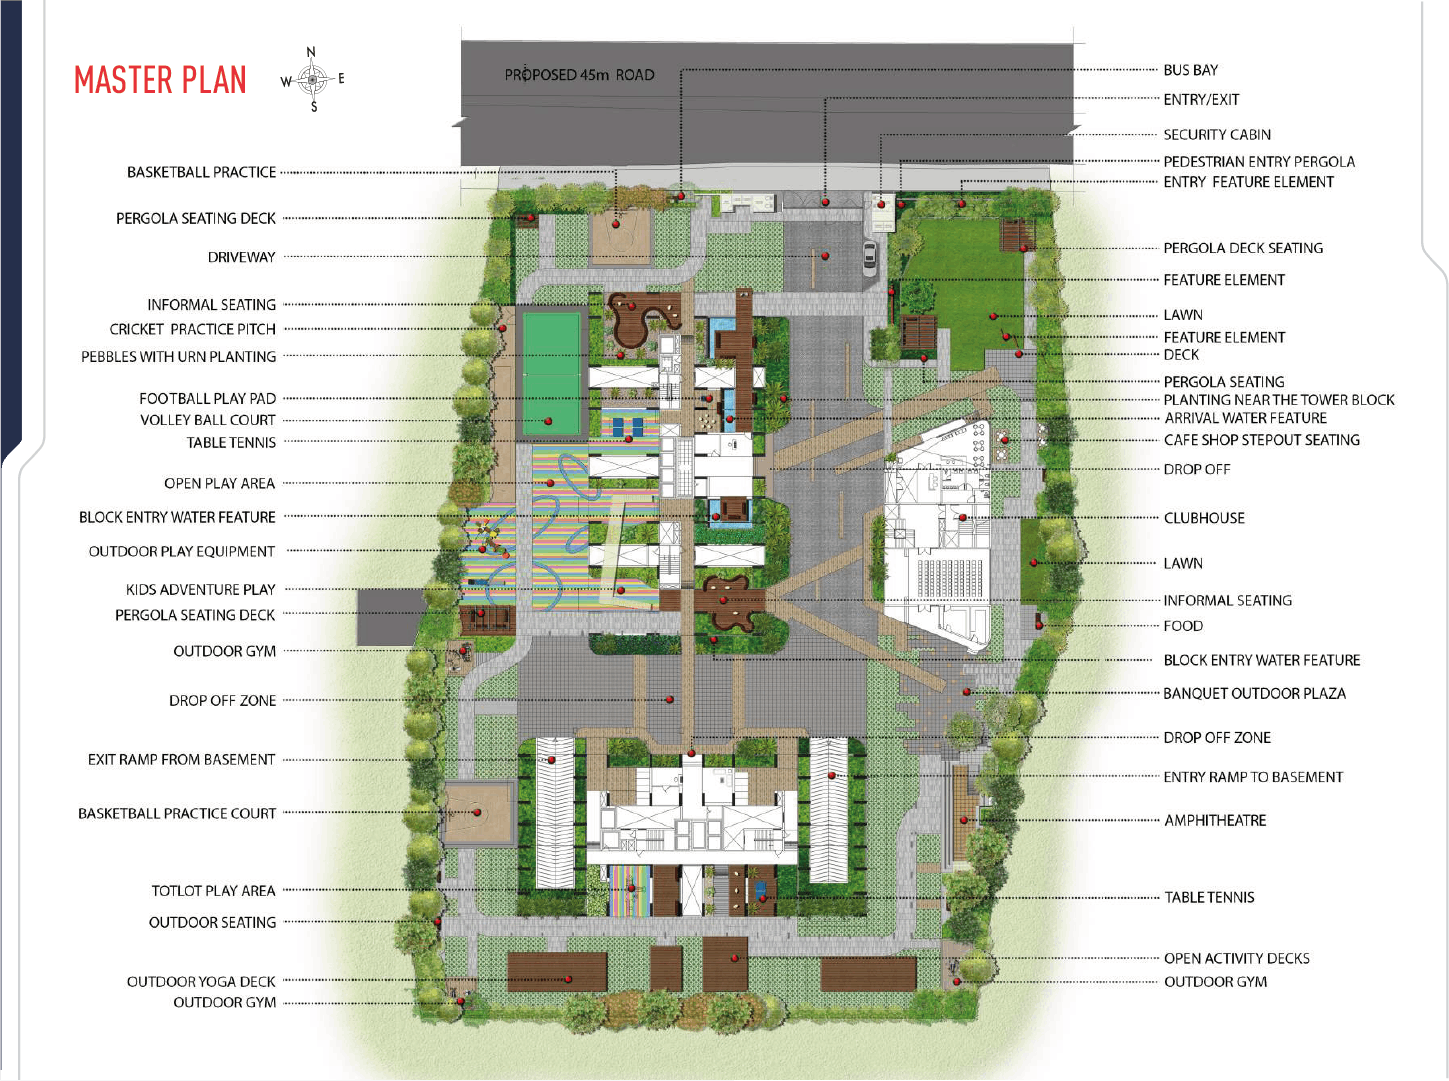 MASTER PLAN
N
W
E
S
PROPOSED 45m ROAD
BASKETBALL PRACTICE
PERGOLA SEATING DECK
DRIVEWAY
INFORMAL SEATING
CRICKET PRACTICE PITCH
PEBBLES WITH URN PLANTING
FOOTBALL PLAY PAD
VOLLEY BALL COURT
TABLE TENNIS
OPEN PLAY AREA
BLOCK ENTRY WATER FEATURE
OUTDOOR PLAY EQUIPMENT
KIDS ADVENTURE PLAY
PERGOLA SEATING DECK
OUTDOOR GYM
DROP OFF ZONE
EXIT RAMP FROM BASEMENT
BASKETBALL PRACTICE COURT
TOTLOT PLAY AREA
OUTDOOR SEATING
OUTDOOR YOGA DECK
OUTDOOR GYM
BUS BAY
ENTRY/EXIT
SECURITY CABIN
PEDESTRIAN ENTRY PERGOLA
ENTRY FEATURE ELEMENT
PERGOLA DECK SEATING
FEATURE ELEMENT
LAWN
FEATURE ELEMENT
DECK
PERGOLA SEATING
PLANTING NEAR THE TOWER BLOCK
ARRIVAL WATER FEATURE
CAFE SHOP STEPOUT SEATING
DROP OFF
CLUBHOUSE
LAWN
INFORMAL SEATING
FOOD
BLOCK ENTRY WATER FEATURE
BANQUET OUTDOOR PLAZA
DROP OFF ZONE
ENTRY RAMP TO BASEMENT
AMPHITHEATRE
TABLE TENNIS
OPEN ACTIVITY DECKS
OUTDOOR GYM